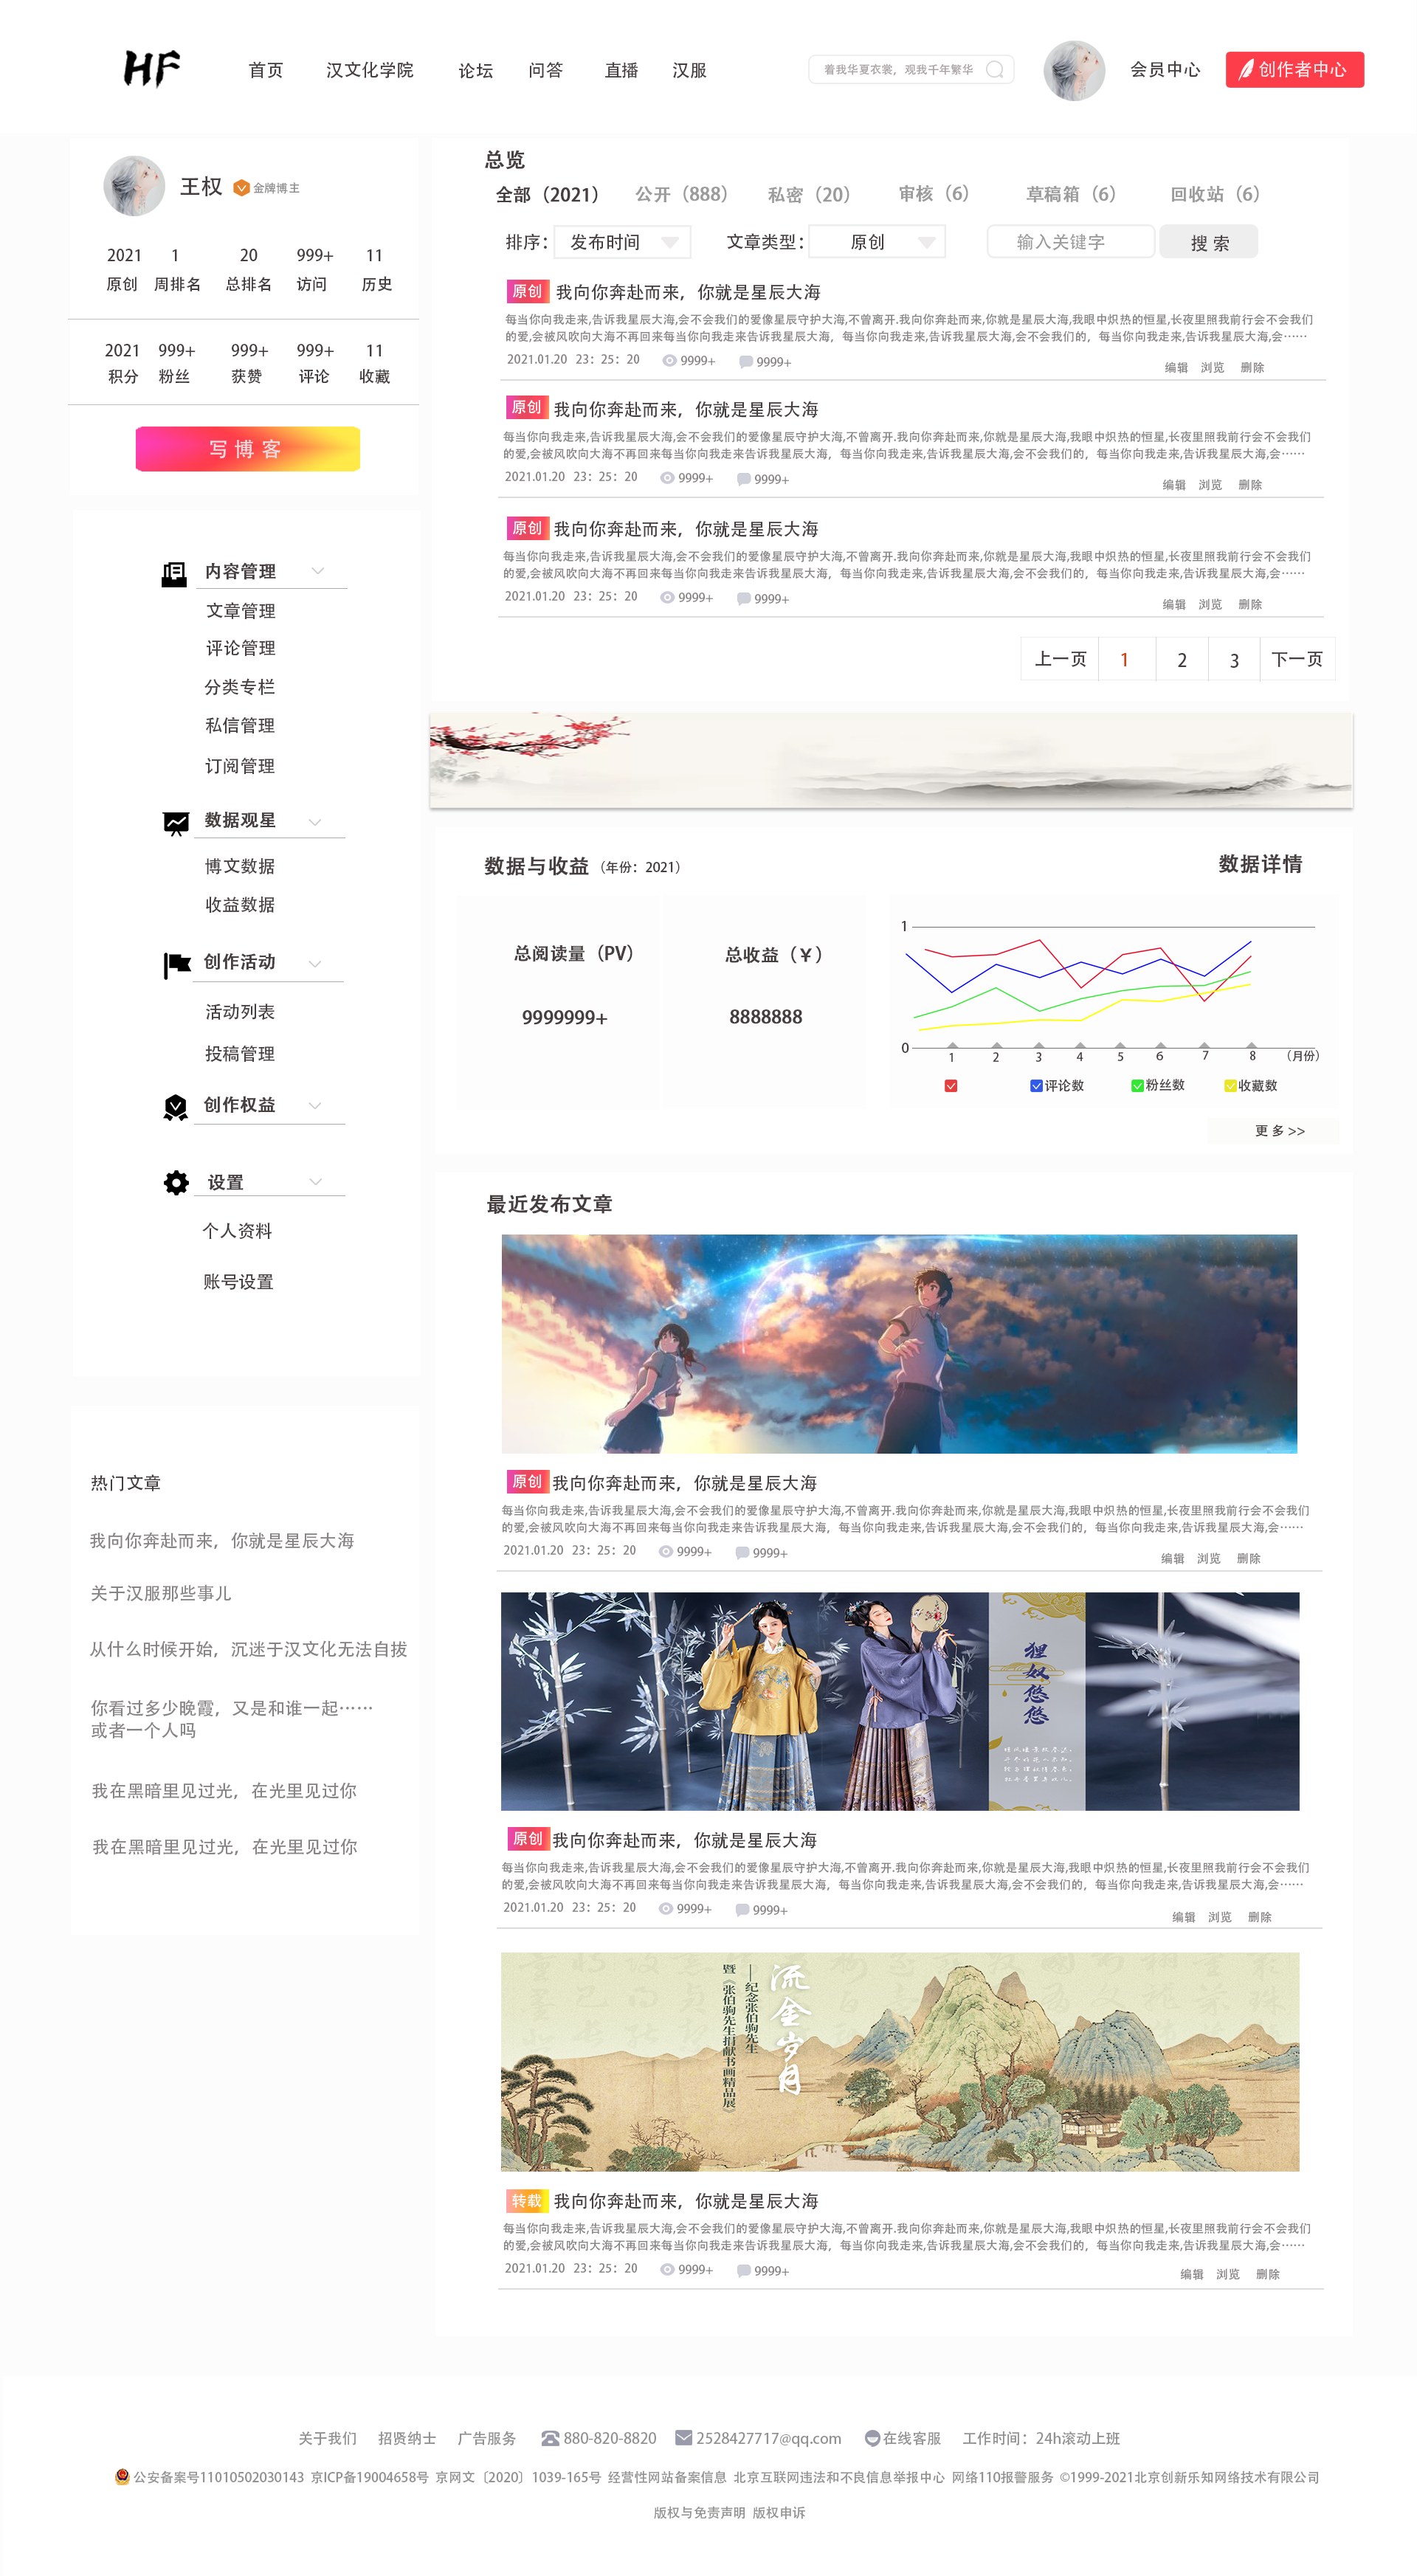 HF
首页 汉文化学院 论坛 问答 直播 汉服
着我华夏衣裳，观我千年繁华
会员中心
创作者中心
王权 金牌博主
2021 1 20 999+ 11
原创 周排名 总排名 访问 历史
2021 999+ 999+ 999+ 11
积分 粉丝 获赞 评论 收藏
写博客
内容管理
文章管理
评论管理
分类专栏
私信管理
订阅管理
数据观星
博文数据
收益数据
创作活动
活动列表
投稿管理
创作权益
设置
个人资料
账号设置
热门文章
我向你奔赴而来，你就是星辰大海
关于汉服那些事儿
从什么时候开始，沉迷于汉文化无法自拔
你看过多少晚霞，又是和谁一起……
或者一个人吗
我在黑暗里见过光，在光里见过你
我在黑暗里见过光，在光里见过你
总览
全部（2021） 公开（888） 私密（20） 审核（6） 草稿箱（6） 回收站（6）
排序： 发布时间 文章类型： 原创 输入关键字 搜 索
原创 我向你奔赴而来，你就是星辰大海
每当你向我走来,告诉我星辰大海,会不会我们的爱像星辰守护大海,不曾离开.我向你奔赴而来,你就是星辰大海,我眼中炽热的恒星,长夜里照我前行会不会我们
的爱,会被风吹向大海不再回来每当你向我走来告诉我星辰大海，每当你向我走来,告诉我星辰大海,会不会我们的，每当你向我走来,告诉我星辰大海,会……
2021.01.20 23：25：20 9999+ 9999+ 编辑 浏览 删除
原创 我向你奔赴而来，你就是星辰大海
每当你向我走来,告诉我星辰大海,会不会我们的爱像星辰守护大海,不曾离开.我向你奔赴而来,你就是星辰大海,我眼中炽热的恒星,长夜里照我前行会不会我们
的爱,会被风吹向大海不再回来每当你向我走来告诉我星辰大海，每当你向我走来,告诉我星辰大海,会不会我们的，每当你向我走来,告诉我星辰大海,会……
2021.01.20 23：25：20 9999+ 9999+ 编辑 浏览 删除
原创 我向你奔赴而来，你就是星辰大海
每当你向我走来,告诉我星辰大海,会不会我们的爱像星辰守护大海,不曾离开.我向你奔赴而来,你就是星辰大海,我眼中炽热的恒星,长夜里照我前行会不会我们
的爱,会被风吹向大海不再回来每当你向我走来告诉我星辰大海，每当你向我走来,告诉我星辰大海,会不会我们的，每当你向我走来,告诉我星辰大海,会……
2021.01.20 23：25：20 9999+ 9999+ 编辑 浏览 删除
上一页 1 2 3 下一页
数据与收益（年份：2021） 数据详情
总阅读量（PV） 总收益（￥）
9999999+ 8888888
1
0
1 2 3 4 5 6 7 8 （月份）
评论数 粉丝数 收藏数
更 多 >>
最近发布文章
原创 我向你奔赴而来，你就是星辰大海
每当你向我走来,告诉我星辰大海,会不会我们的爱像星辰守护大海,不曾离开.我向你奔赴而来,你就是星辰大海,我眼中炽热的恒星,长夜里照我前行会不会我们
的爱,会被风吹向大海不再回来每当你向我走来告诉我星辰大海，每当你向我走来,告诉我星辰大海,会不会我们的，每当你向我走来,告诉我星辰大海,会……
2021.01.20 23：25：20 9999+ 9999+ 编辑 浏览 删除
狸奴悠悠
原创 我向你奔赴而来，你就是星辰大海
每当你向我走来,告诉我星辰大海,会不会我们的爱像星辰守护大海,不曾离开.我向你奔赴而来,你就是星辰大海,我眼中炽热的恒星,长夜里照我前行会不会我们
的爱,会被风吹向大海不再回来每当你向我走来告诉我星辰大海，每当你向我走来,告诉我星辰大海,会不会我们的，每当你向我走来,告诉我星辰大海,会……
2021.01.20 23：25：20 9999+ 9999+ 编辑 浏览 删除
流金岁月
——纪念张伯驹先生
暨《张伯驹先生捐献书画精品展》
转载 我向你奔赴而来，你就是星辰大海
每当你向我走来,告诉我星辰大海,会不会我们的爱像星辰守护大海,不曾离开.我向你奔赴而来,你就是星辰大海,我眼中炽热的恒星,长夜里照我前行会不会我们
的爱,会被风吹向大海不再回来每当你向我走来告诉我星辰大海，每当你向我走来,告诉我星辰大海,会不会我们的，每当你向我走来,告诉我星辰大海,会……
2021.01.20 23：25：20 9999+ 9999+ 编辑 浏览 删除
关于我们 招贤纳士 广告服务 880-820-8820 2528427717@qq.com 在线客服 工作时间：24h滚动上班
公安备案号11010502030143 京ICP备19004658号 京网文〔2020〕1039-165号 经营性网站备案信息 北京互联网违法和不良信息举报中心 网络110报警服务 ©1999-2021北京创新乐知网络技术有限公司
版权与免责声明 版权申诉